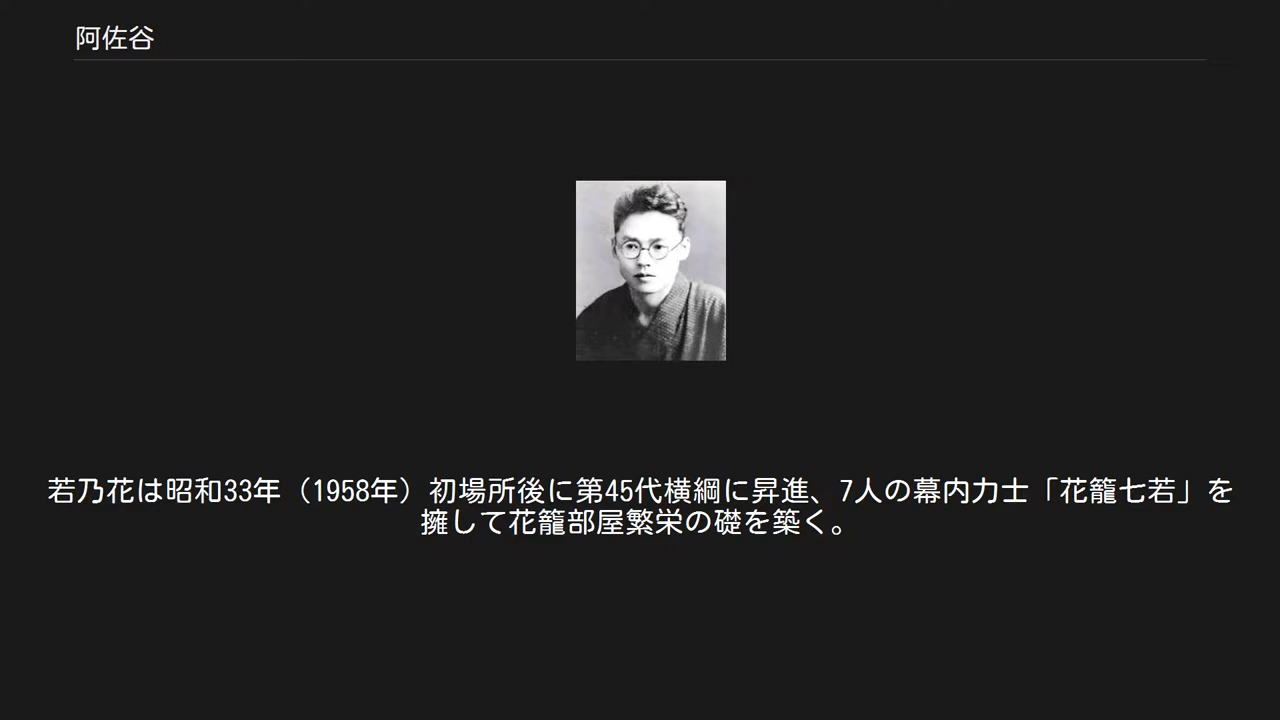 阿佐谷
若乃花は昭和33年（1958年）初場所後に第45代横綱に昇進、7人の幕内力士「花籠七若」を
擁して花籠部屋繁栄の礎を築く。